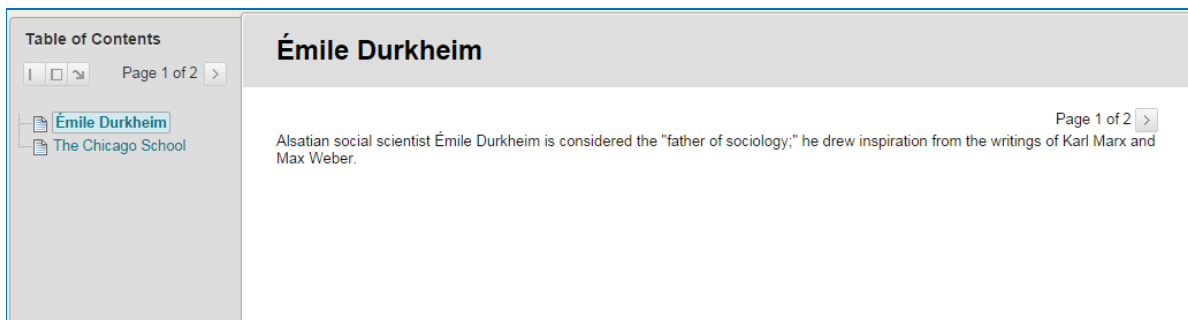 Table of Contents
Page 1 of 2
Émile Durkheim
The Chicago School
Émile Durkheim
Page 1 of 2
Alsatian social scientist Émile Durkheim is considered the "father of sociology;" he drew inspiration from the writings of Karl Marx and
Max Weber.